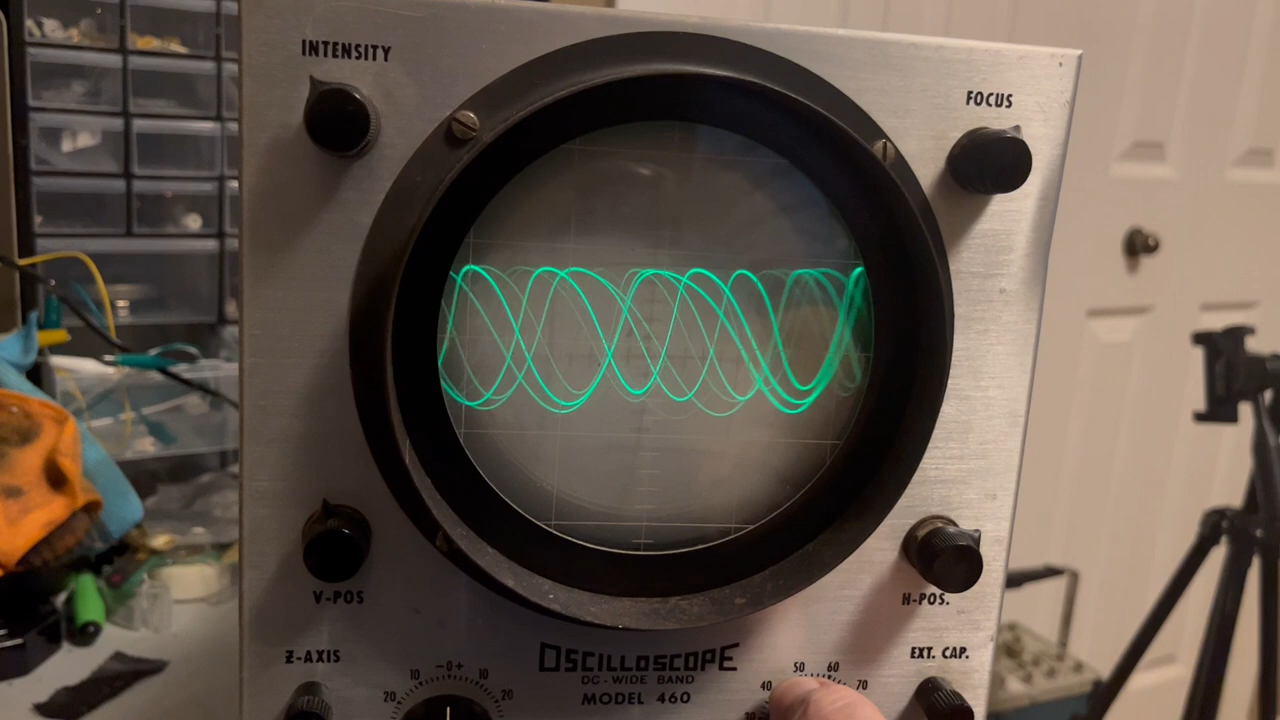 INTENSITY
FOCUS
V-POS
H-POS.
Z-AXIS
EXT. CAP.
OSCILLOSCOPE
DC-WIDE BAND
MODEL 460
-0+
10 10
20 20
50 60
40 70
30